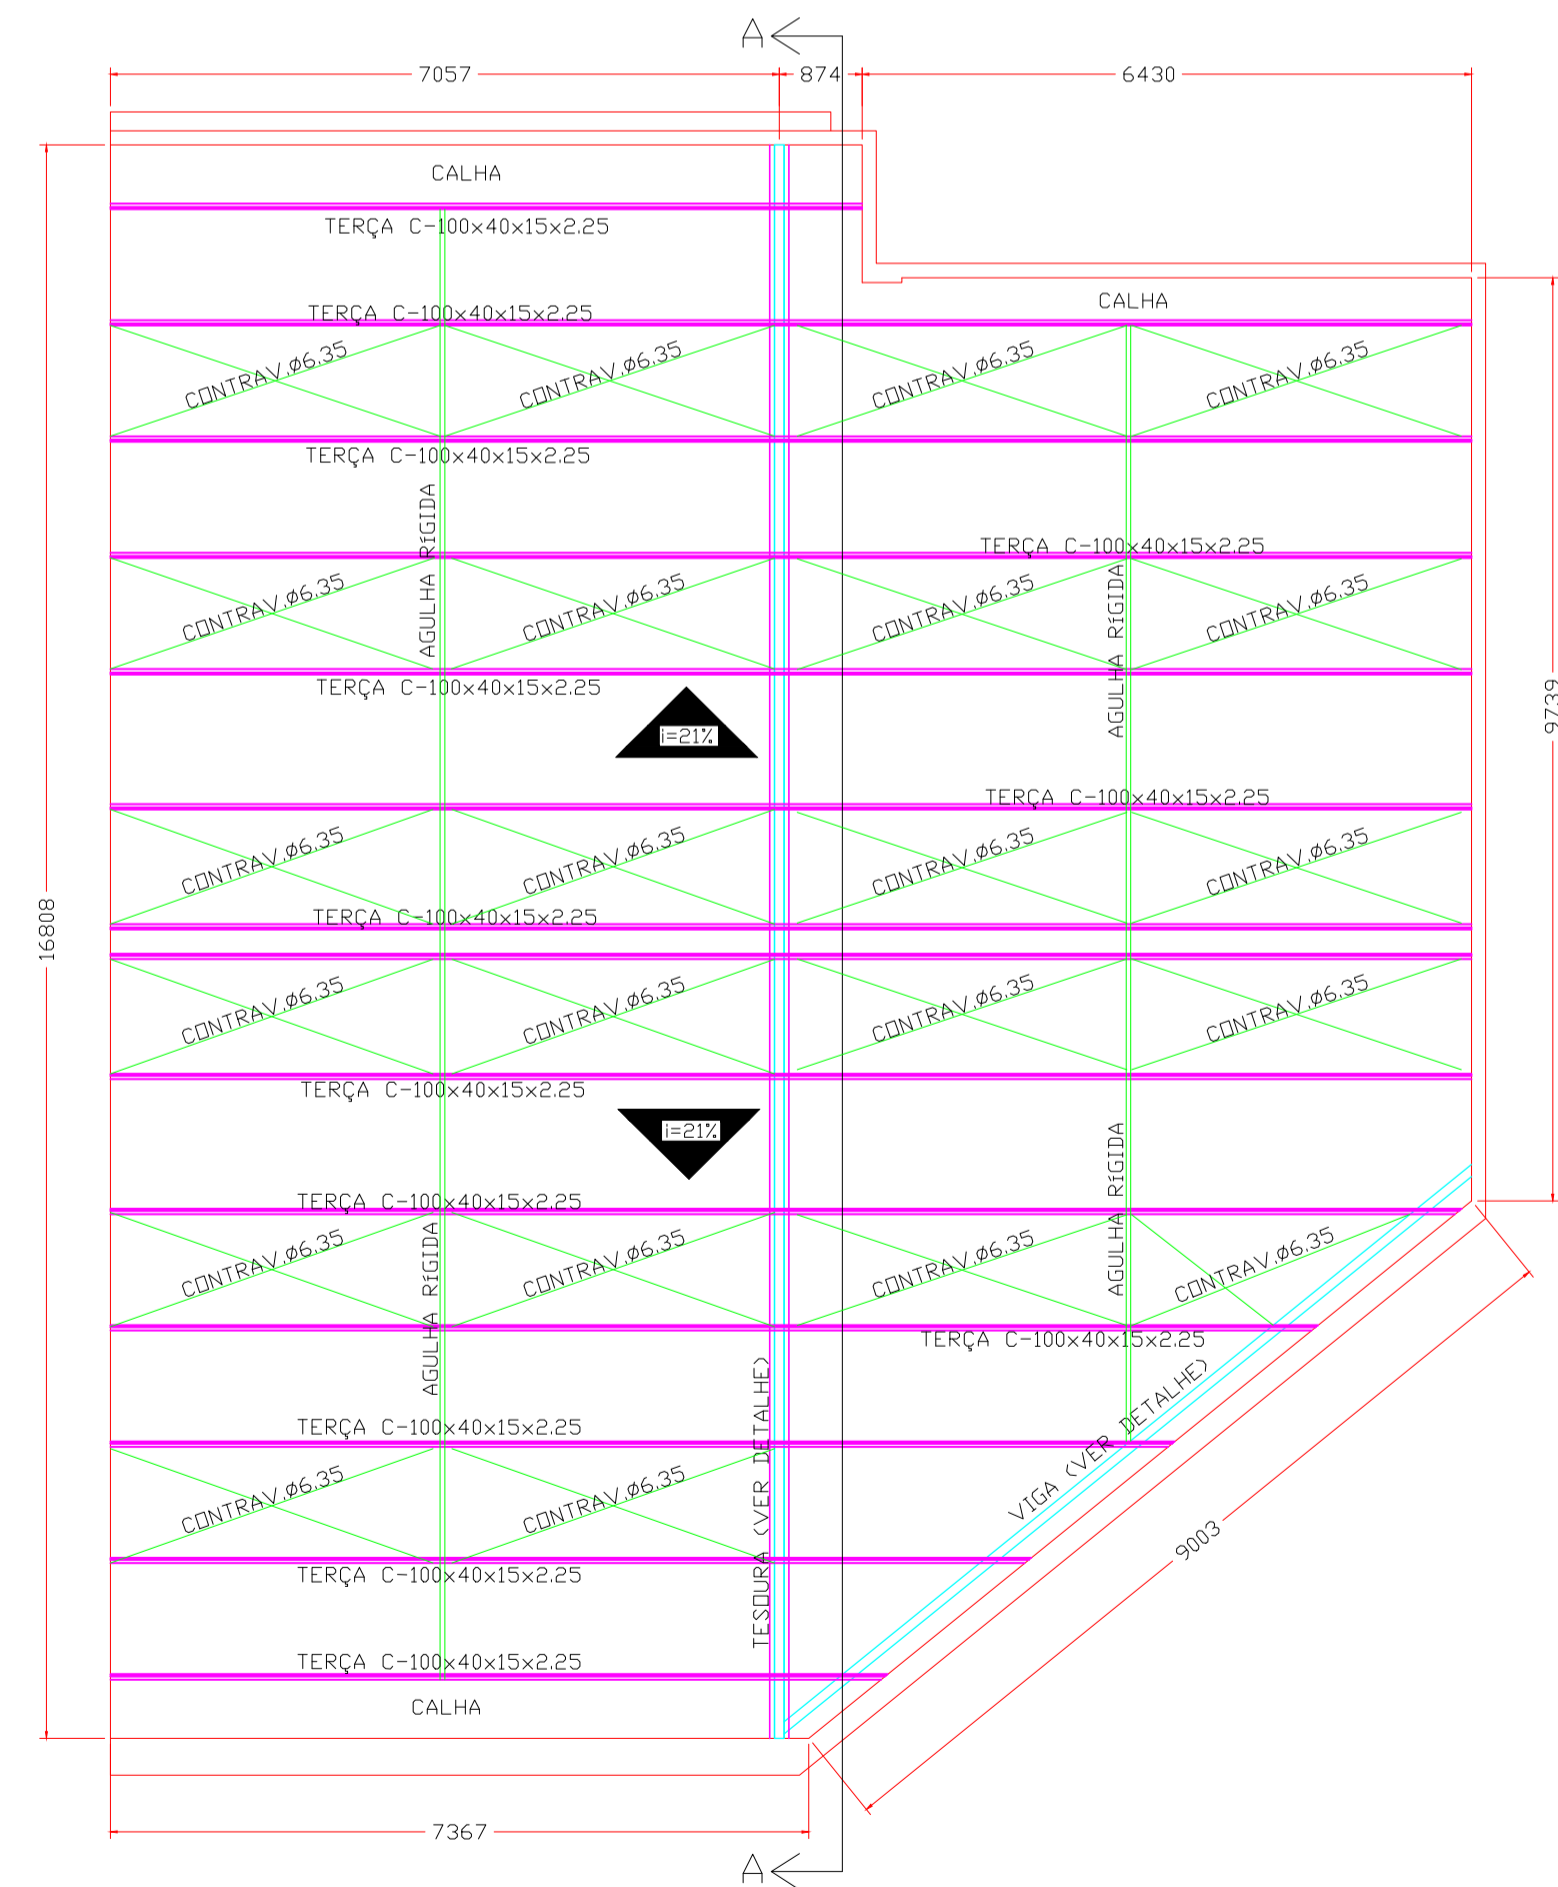 A
7057
874
6430
CALHA
TERÇA C-100x40x15x2.25
CALHA
TERÇA C-100x40x15x2.25
CONTRAV.ø6.35
CONTRAV.ø6.35
CONTRAV.ø6.35
CONTRAV.ø6.35
TERÇA C-100x40x15x2.25
AGULHA RíGIDA
TERÇA C-100x40x15x2.25
CONTRAV.ø6.35
CONTRAV.ø6.35
CONTRAV.ø6.35
CONTRAV.ø6.35
AGULHA RíGIDA
TERÇA C-100x40x15x2.25
9739
i=21%
TERÇA C-100x40x15x2.25
CONTRAV.ø6.35
CONTRAV.ø6.35
CONTRAV.ø6.35
CONTRAV.ø6.35
TERÇA C-100x40x15x2.25
16808
CONTRAV.ø6.35
CONTRAV.ø6.35
CONTRAV.ø6.35
CONTRAV.ø6.35
TERÇA C-100x40x15x2.25
i=21%
AGULHA RíGIDA
TERÇA C-100x40x15x2.25
CONTRAV.ø6.35
CONTRAV.ø6.35
CONTRAV.ø6.35
CONTRAV.ø6.35
AGULHA RíGIDA
TERÇA C-100x40x15x2.25
TERÇA C-100x40x15x2.25
VIGA (VER DETALHE)
TESOURA (VER DETALHE)
CONTRAV.ø6.35
CONTRAV.ø6.35
9003
TERÇA C-100x40x15x2.25
TERÇA C-100x40x15x2.25
CALHA
7367
A